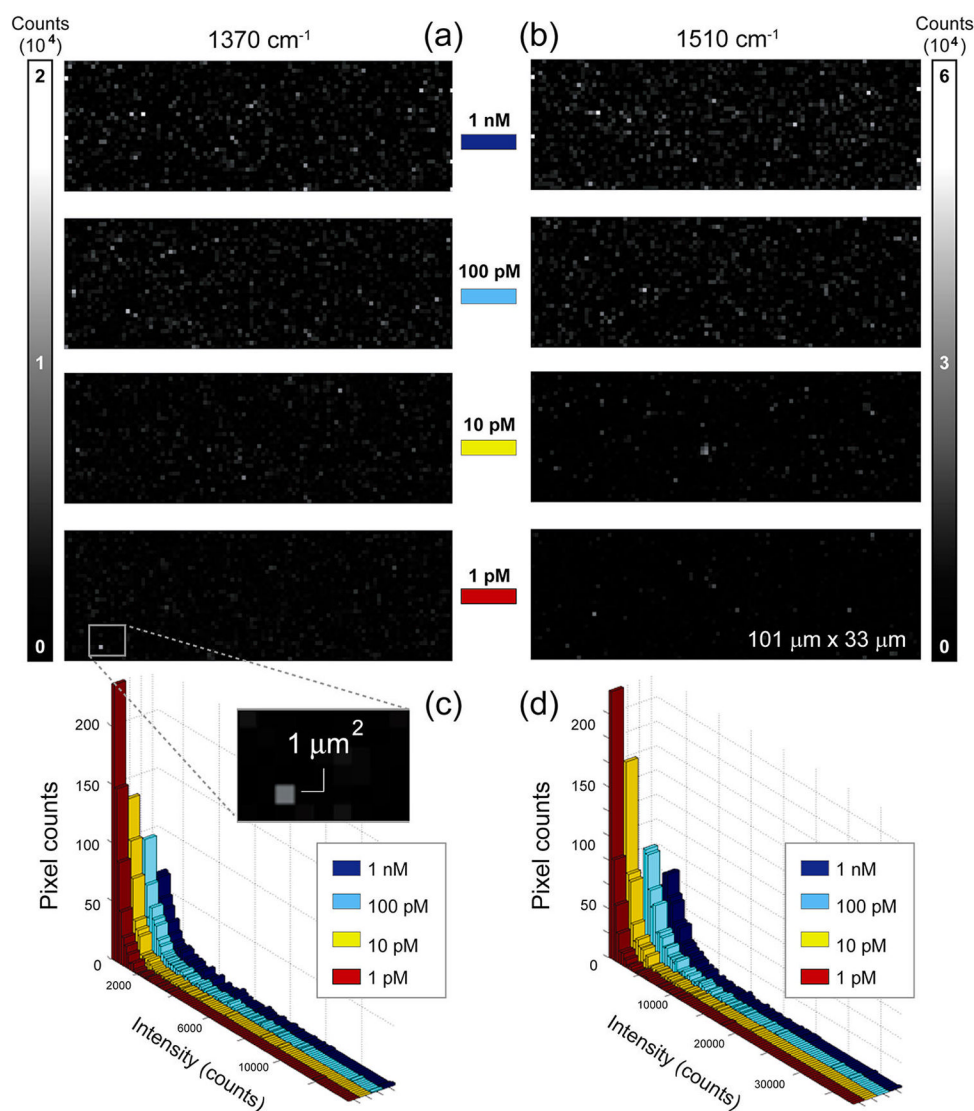 Counts
(10⁴)
1370 cm⁻¹
(a)
(b)
1510 cm⁻¹
Counts
(10⁴)
2
1
0
1 nM
100 pM
10 pM
1 pM
6
3
0
101 μm x 33 μm
(c)
1 μm²
200
150
100
50
0
Pixel counts
2000
6000
10000
Intensity (counts)
1 nM
100 pM
10 pM
1 pM
(d)
200
150
100
50
0
Pixel counts
10000
20000
30000
Intensity (counts)
1 nM
100 pM
10 pM
1 pM